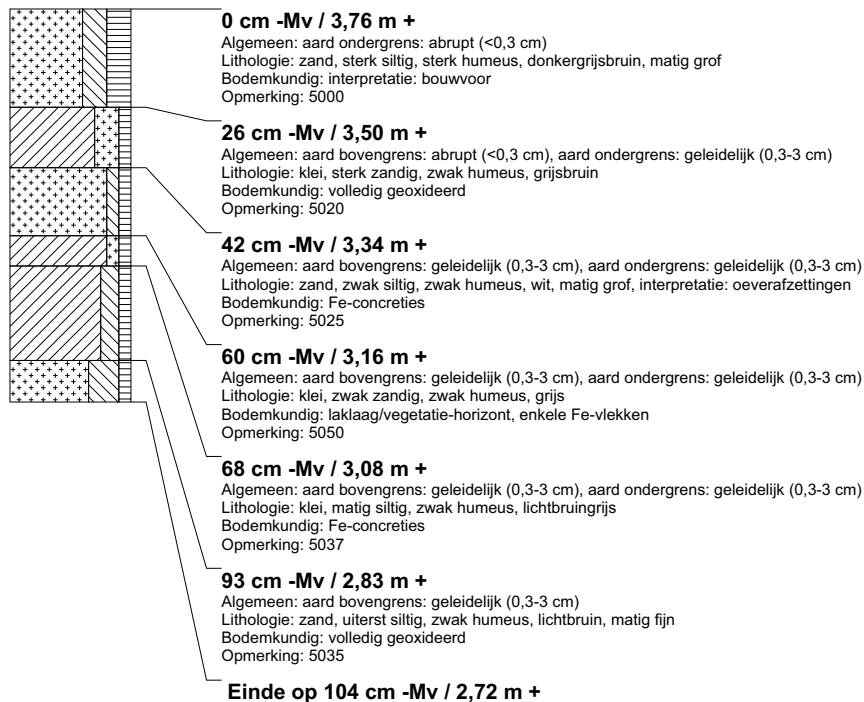 0 cm -Mv / 3,76 m +
Algemeen: aard ondergrens: abrupt (<0,3 cm)
Lithologie: zand, sterk siltig, sterk humeus, donkergrijsbruin, matig grof
Bodemkundig: interpretatie: bouwvoor
Opmerking: 5000
26 cm -Mv / 3,50 m +
Algemeen: aard bovengrens: abrupt (<0,3 cm), aard ondergrens: geleidelijk (0,3-3 cm)
Lithologie: klei, sterk zandig, zwak humeus, grijsbruin
Bodemkundig: volledig geoxideerd
Opmerking: 5020
42 cm -Mv / 3,34 m +
Algemeen: aard bovengrens: geleidelijk (0,3-3 cm), aard ondergrens: geleidelijk (0,3-3 cm)
Lithologie: zand, zwak siltig, zwak humeus, wit, matig grof, interpretatie: oeverafzettingen
Bodemkundig: Fe-concreties
Opmerking: 5025
60 cm -Mv / 3,16 m +
Algemeen: aard bovengrens: geleidelijk (0,3-3 cm), aard ondergrens: geleidelijk (0,3-3 cm)
Lithologie: klei, zwak zandig, zwak humeus, grijs
Bodemkundig: laklaag/vegetatie-horizont, enkele Fe-vlekken
Opmerking: 5050
68 cm -Mv / 3,08 m +
Algemeen: aard bovengrens: geleidelijk (0,3-3 cm), aard ondergrens: geleidelijk (0,3-3 cm)
Lithologie: klei, matig siltig, zwak humeus, lichtbruingrijs
Bodemkundig: Fe-concreties
Opmerking: 5037
93 cm -Mv / 2,83 m +
Algemeen: aard bovengrens: geleidelijk (0,3-3 cm)
Lithologie: zand, uiterst siltig, zwak humeus, lichtbruin, matig fijn
Bodemkundig: volledig geoxideerd
Opmerking: 5035
Einde op 104 cm -Mv / 2,72 m +